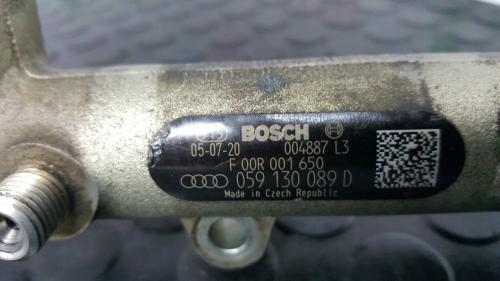 BOSCH
05-07-20 004887 L3
F 00R 001 650
059 130 089 D
Made in Czech Republic